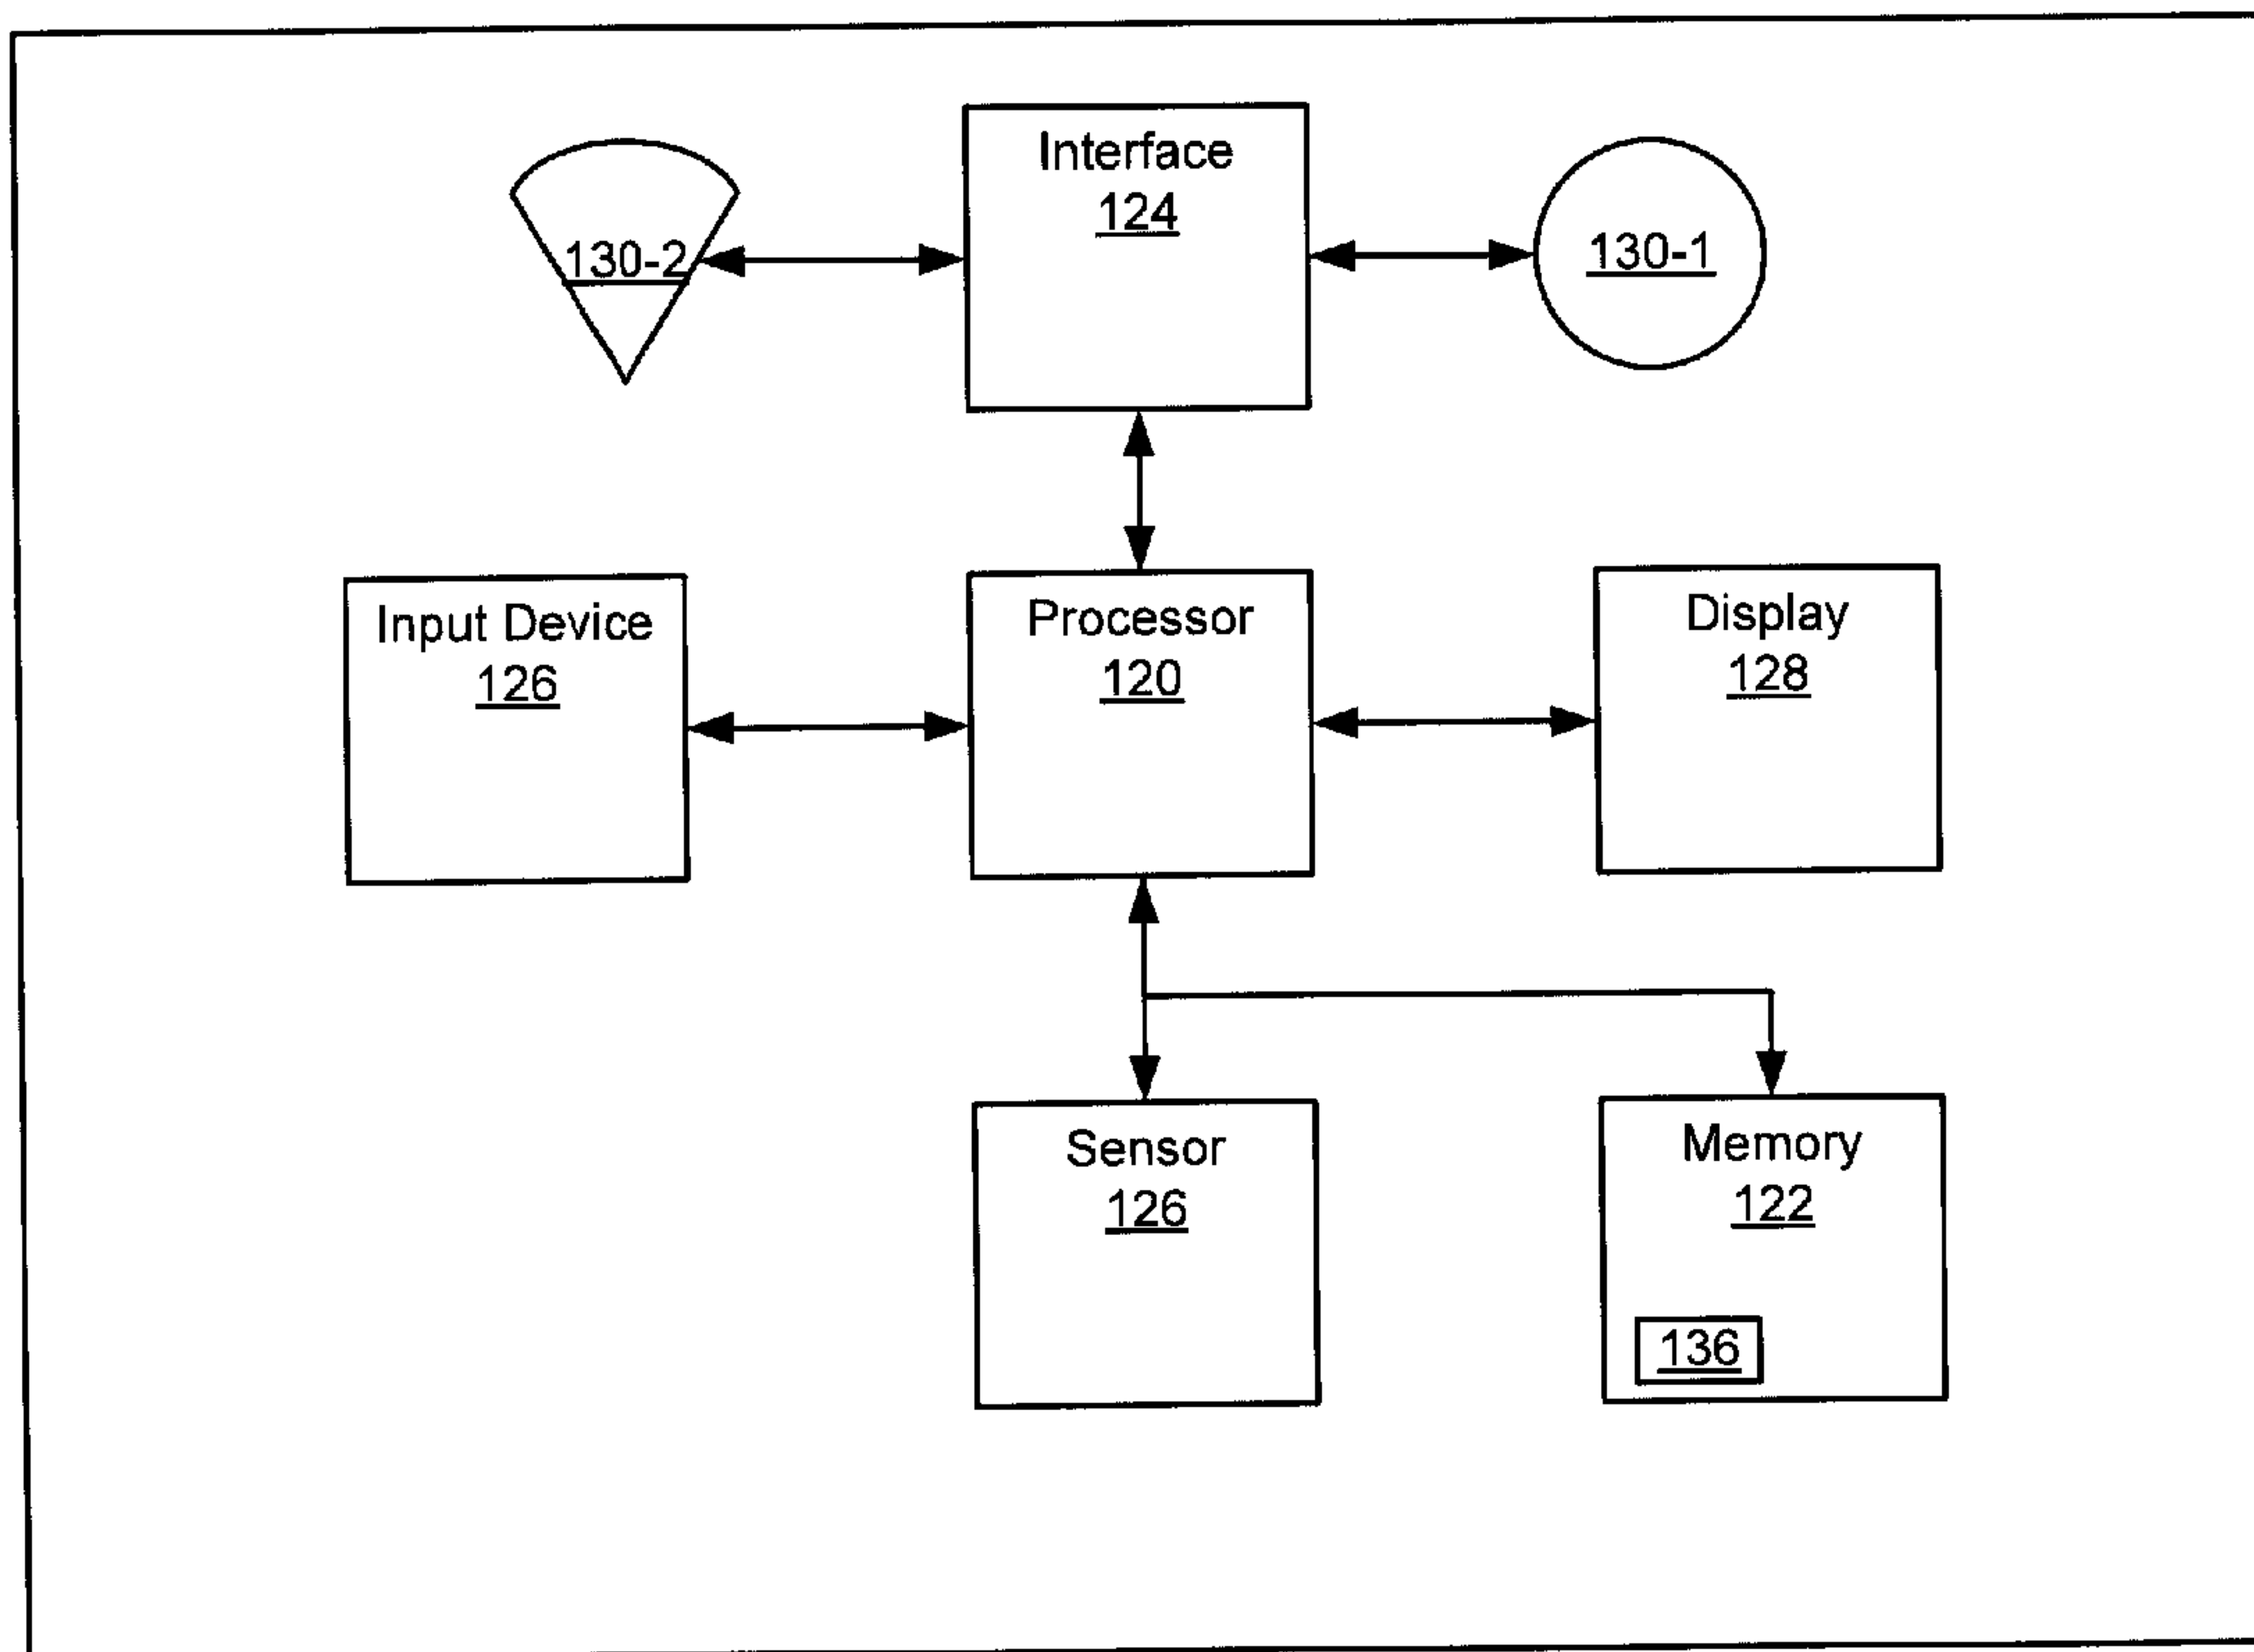 Interface
124
130-2
130-1
Input Device
126
Processor
120
Display
128
Sensor
126
Memory
122
136